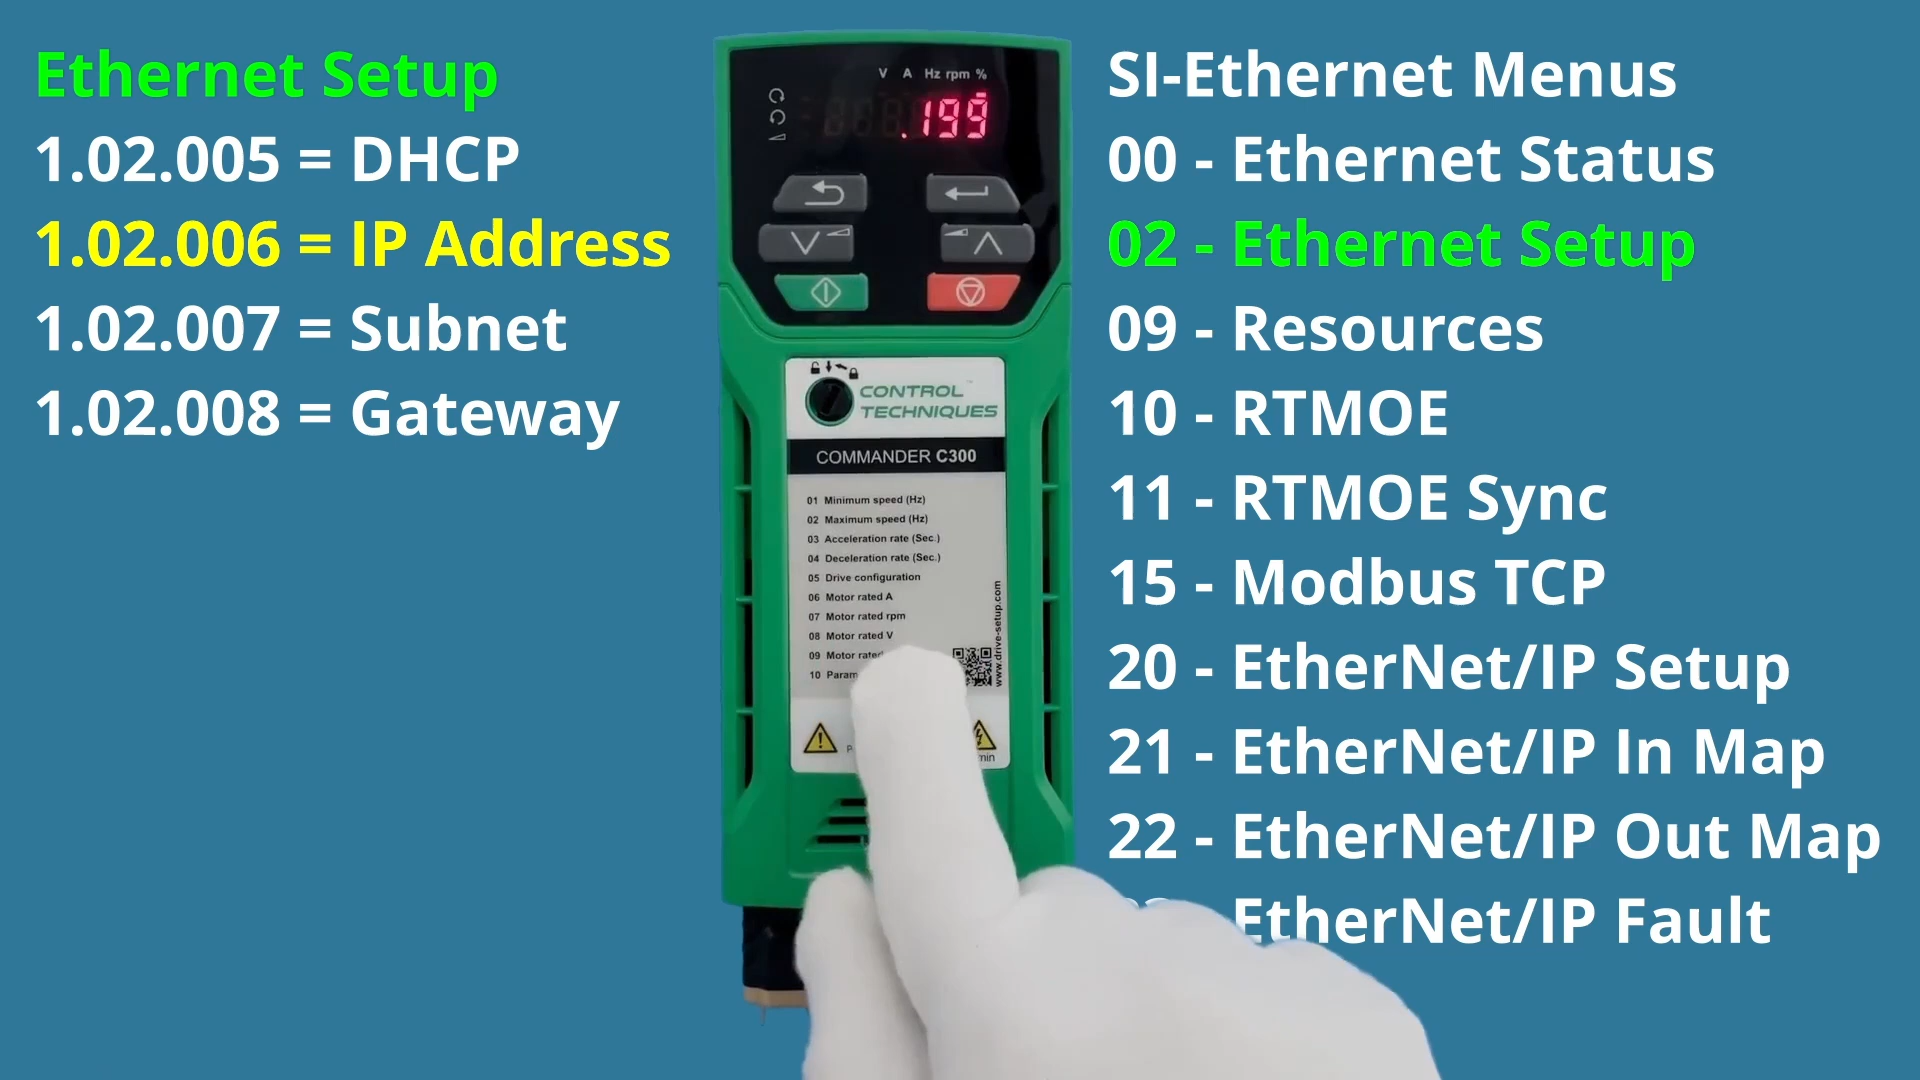 Ethernet Setup
1.02.005 = DHCP
1.02.006 = IP Address
1.02.007 = Subnet
1.02.008 = Gateway
V A Hz rpm %
.199
CONTROL
TECHNIQUES
COMMANDER C300
01 Minimum speed (Hz)
02 Maximum speed (Hz)
03 Acceleration rate (Sec.)
04 Deceleration rate (Sec.)
05 Drive configuration
06 Motor rated A
07 Motor rated rpm
08 Motor rated V
09 Motor rated
10
www.drive-setup.com
min
SI-Ethernet Menus
00 - Ethernet Status
02 - Ethernet Setup
09 - Resources
10 - RTMOE
11 - RTMOE Sync
15 - Modbus TCP
20 - EtherNet/IP Setup
21 - EtherNet/IP In Map
22 - EtherNet/IP Out Map
- EtherNet/IP Fault